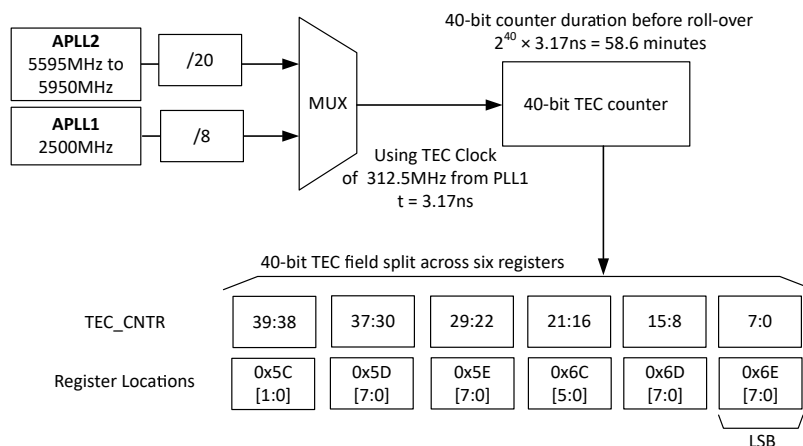 40-bit counter duration before roll-over
2⁴⁰ × 3.17ns = 58.6 minutes
APLL2
5595MHz to
5950MHz
/20
APLL1
2500MHz
/8
MUX
40-bit TEC counter
Using TEC Clock
of 312.5MHz from PLL1
t = 3.17ns
40-bit TEC field split across six registers
TEC_CNTR 39:38 37:30 29:22 21:16 15:8 7:0
Register Locations 0x5C 0x5D 0x5E 0x6C 0x6D 0x6E
[1:0] [7:0] [7:0] [5:0] [7:0] [7:0]
LSB